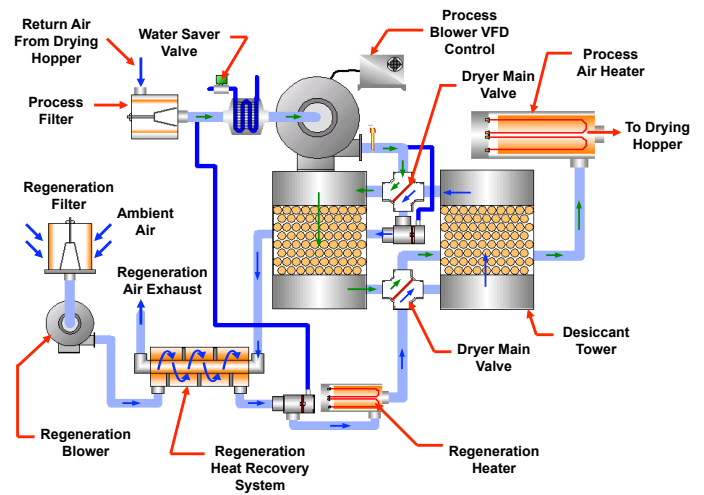 Return Air
From Drying
Hopper
Water Saver
Valve
Process
Blower VFD
Control
Process
Air Heater
Dryer Main
Valve
Process
Filter
To Drying
Hopper
Regeneration
Filter
Ambient
Air
Regeneration
Air Exhaust
Desiccant
Tower
Dryer Main
Valve
Regeneration
Blower
Regeneration
Heat Recovery
System
Regeneration
Heater